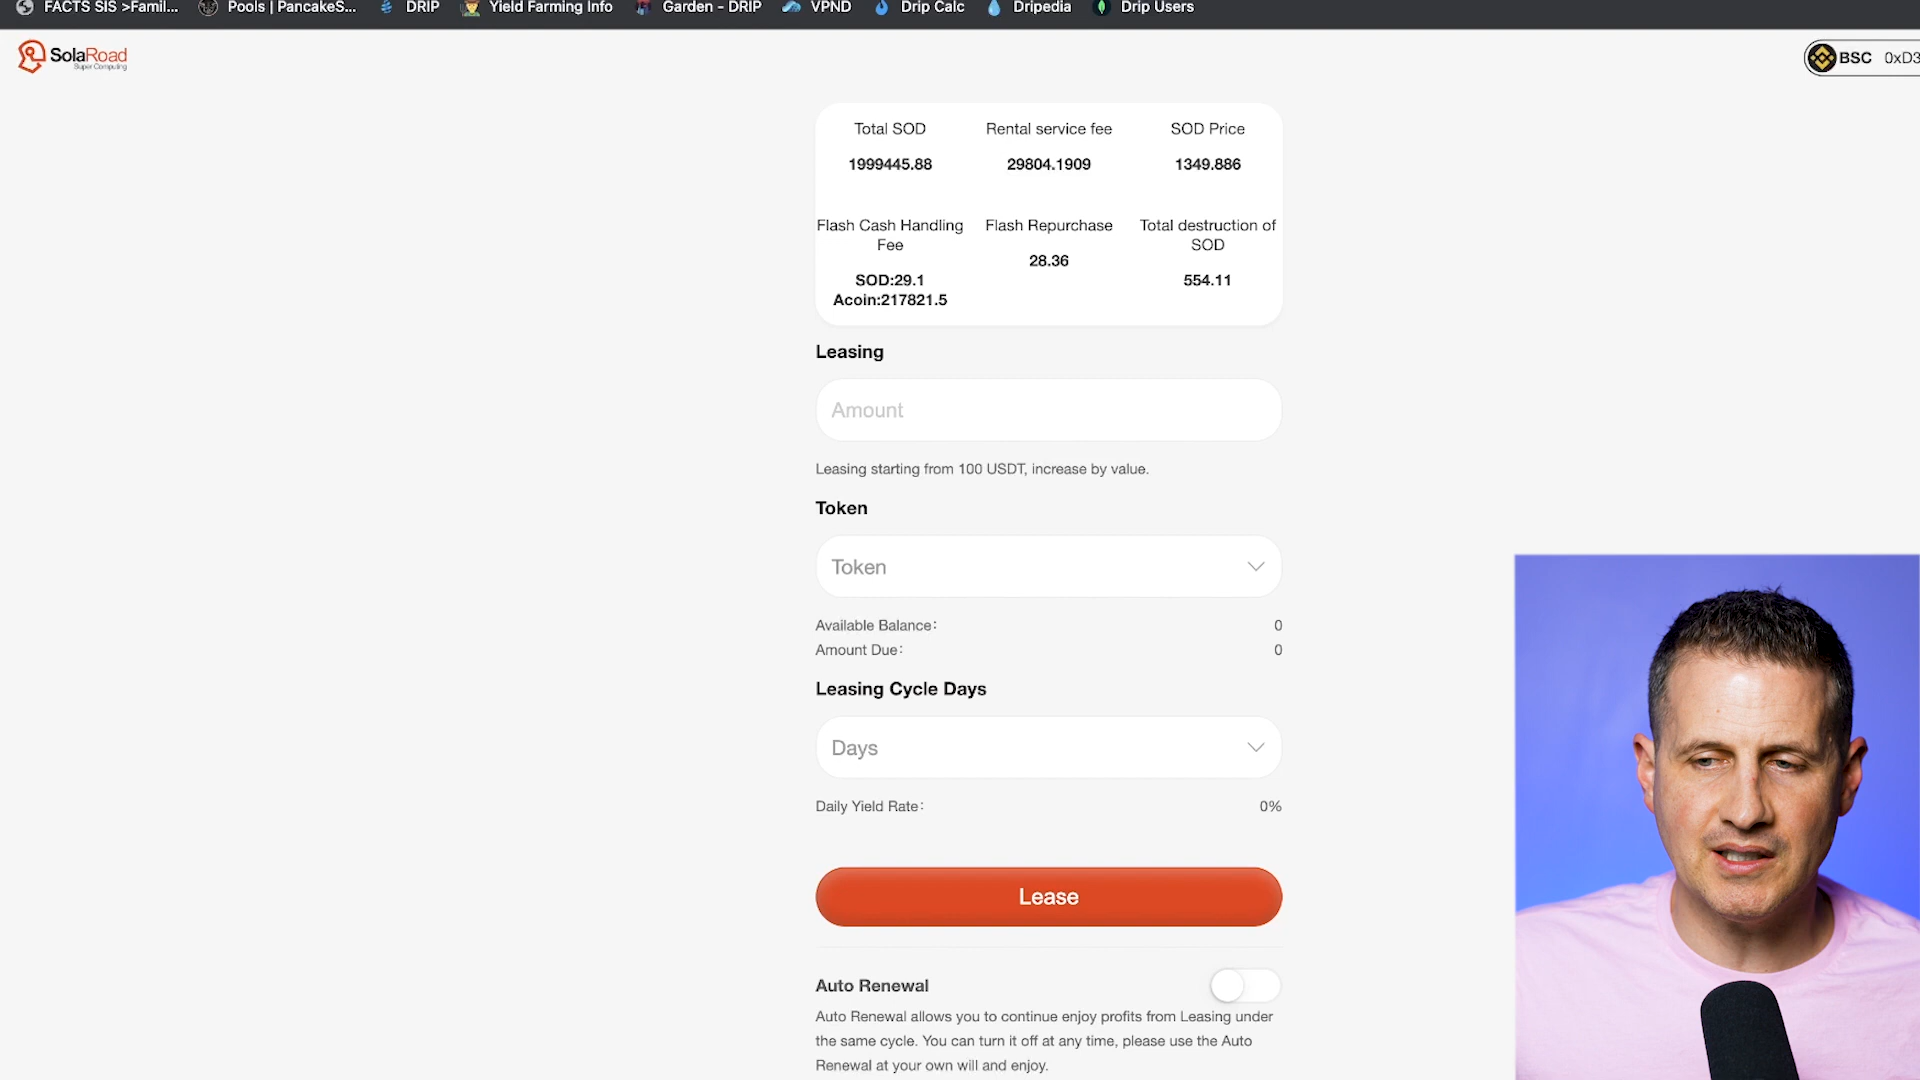 FACTS SIS >Famil... Pools | PancakeS... DRIP Yield Farming Info Garden - DRIP VPND Drip Calc Dripedia Drip Users
SolaRoad
Super Computing
BSC 0xD3
Total SOD Rental service fee SOD Price
1999445.88 29804.1909 1349.886
Flash Cash Handling Fee
Flash Repurchase
Total destruction of SOD
28.36
SOD:29.1
Acoin:217821.5
554.11
Leasing
Amount
Leasing starting from 100 USDT, increase by value.
Token
Token
Available Balance: 0
Amount Due: 0
Leasing Cycle Days
Days
Daily Yield Rate: 0%
Lease
Auto Renewal
Auto Renewal allows you to continue enjoy profits from Leasing under
the same cycle. You can turn it off at any time, please use the Auto
Renewal at your own will and enjoy.